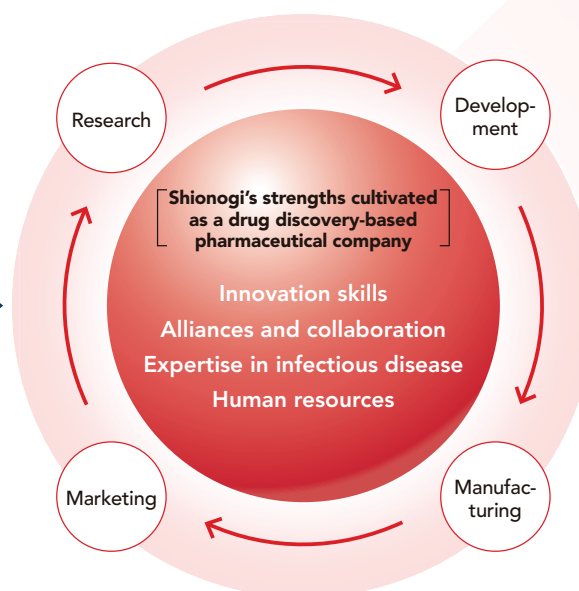 Research
Develop-
ment
Shionogi's strengths cultivated
as a drug discovery-based
pharmaceutical company
Innovation skills
Alliances and collaboration
Expertise in infectious disease
Human resources
Marketing
Manufac-
turing